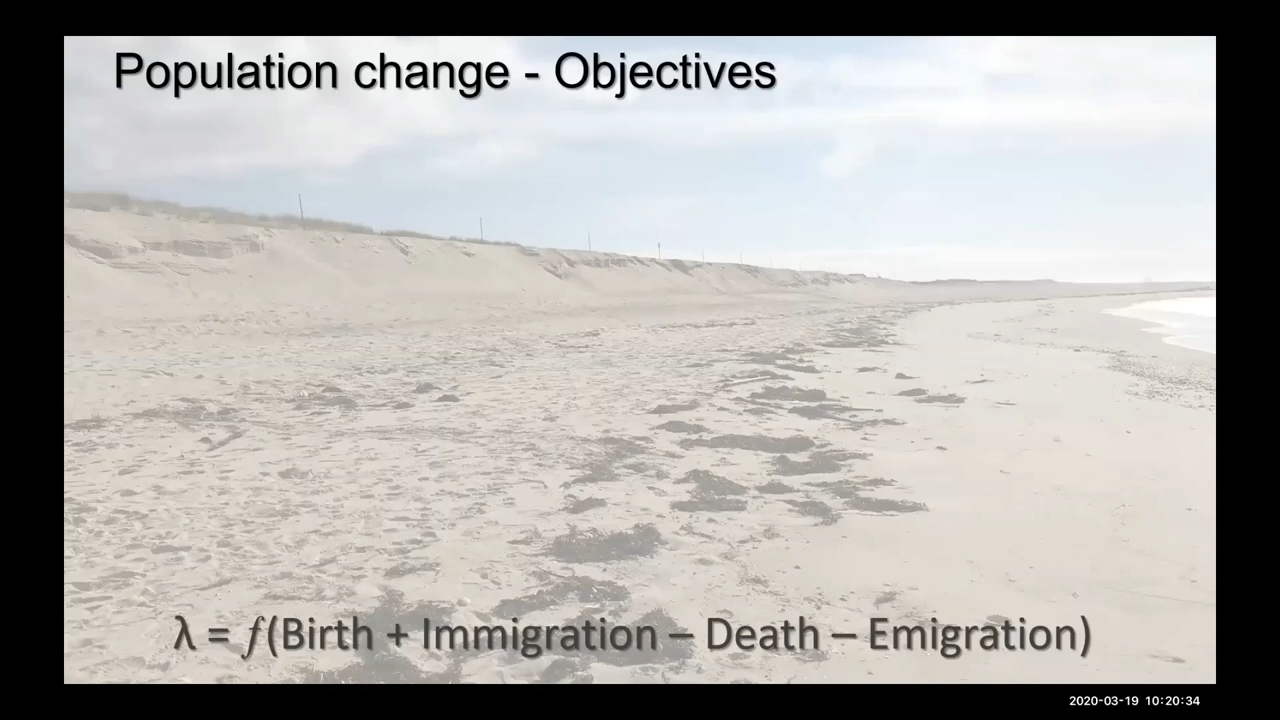 Population change - Objectives
λ = f(Birth + Immigration – Death – Emigration)
2020-03-19 10:20:34